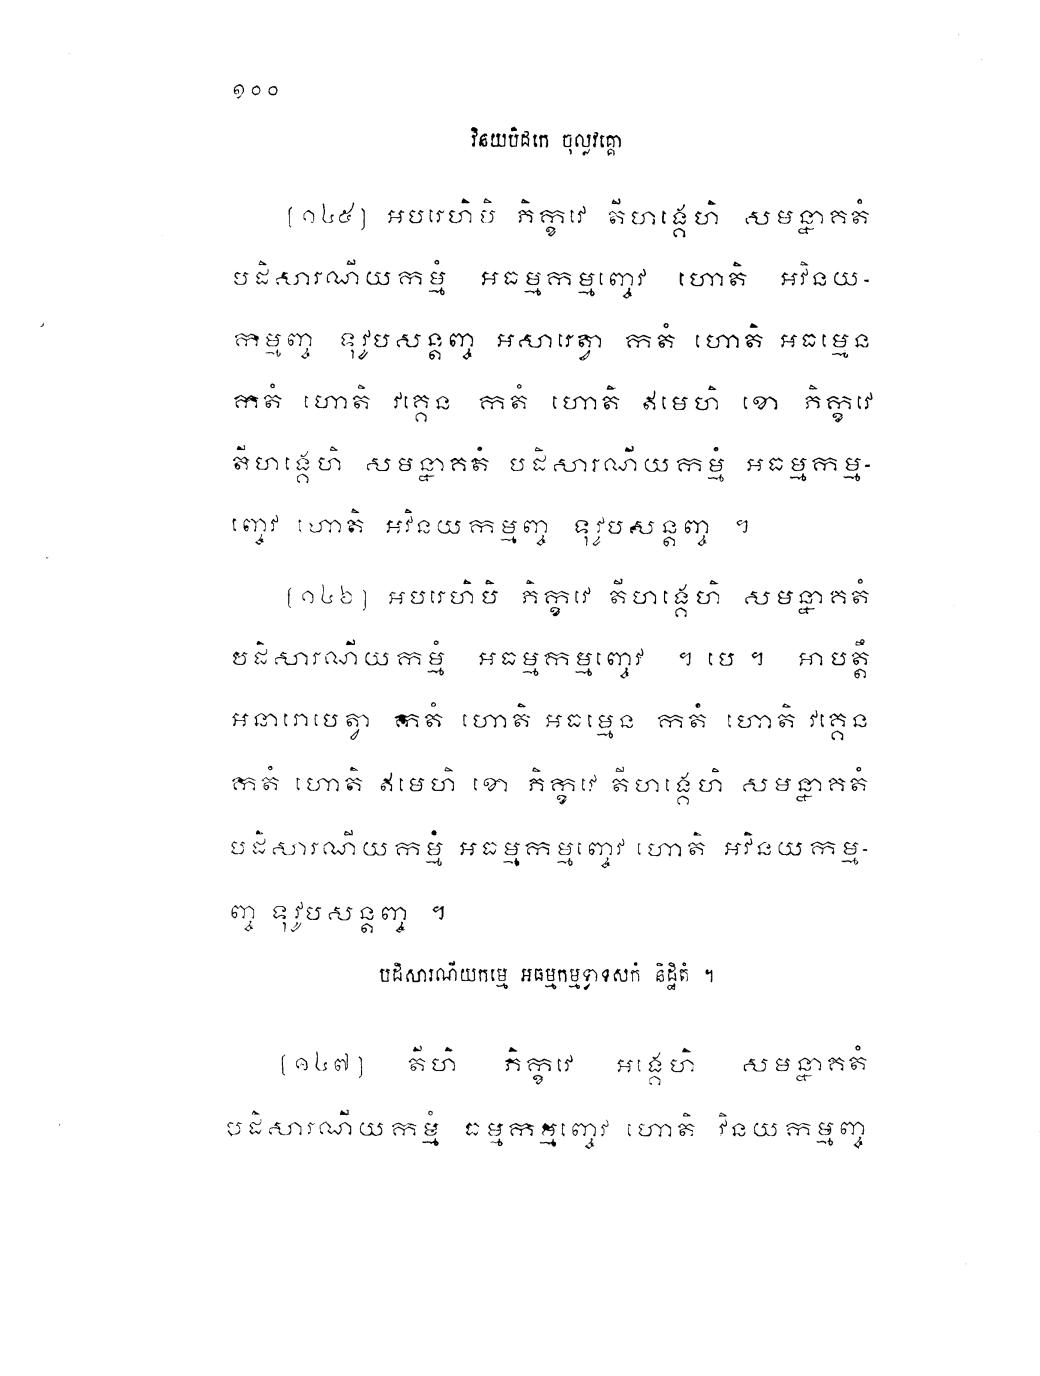 ១០០
វិនយបិដកេ ចុល្លវគ្គោ
(១៤៥) អបរេហិបិ ភិក្ខវេ តីហង្គេហិ សមន្នាគតំ
បដិសារណីយកម្មំ អធម្មកម្មញ្ចេវ ហោតិ អវិនយ-
កម្មញ្ច ទុវូបសន្តញ្ច អសារេត្វា កតំ ហោតិ អធម្មេន
កតំ ហោតិ វគ្គេន កតំ ហោតិ ឥមេហិ ខោ ភិក្ខវេ
តីហង្គេហិ សមន្នាគតំ បដិសារណីយកម្មំ អធម្មកម្ម-
ញ្ចេវ ហោតិ អវិនយកម្មញ្ច ទុវូបសន្តញ្ច ។
(១៤៦) អបរេហិបិ ភិក្ខវេ តីហង្គេហិ សមន្នាគតំ
បដិសារណីយកម្មំ អធម្មកម្មញ្ចេវ ។ បេ ។ អាបត្តឹ
អនារោបេត្វា កតំ ហោតិ អធម្មេន កតំ ហោតិ វគ្គេន
កតំ ហោតិ ឥមេហិ ខោ ភិក្ខវេ តីហង្គេហិ សមន្នាគតំ
បដិសារណីយកម្មំ អធម្មកម្មញ្ចេវ ហោតិ អវិនយកម្ម-
ញ្ច ទុវូបសន្តញ្ច ។
បដិសារណីយកម្មេ អធម្មកម្មទ្វាទសកំ និដ្ឋិតំ ។
(១៤៧) តីហិ ភិក្ខវេ អង្គេហិ សមន្នាគតំ
បដិសារណីយកម្មំ ធម្មកម្មញ្ចេវ ហោតិ វិនយកម្មញ្ច